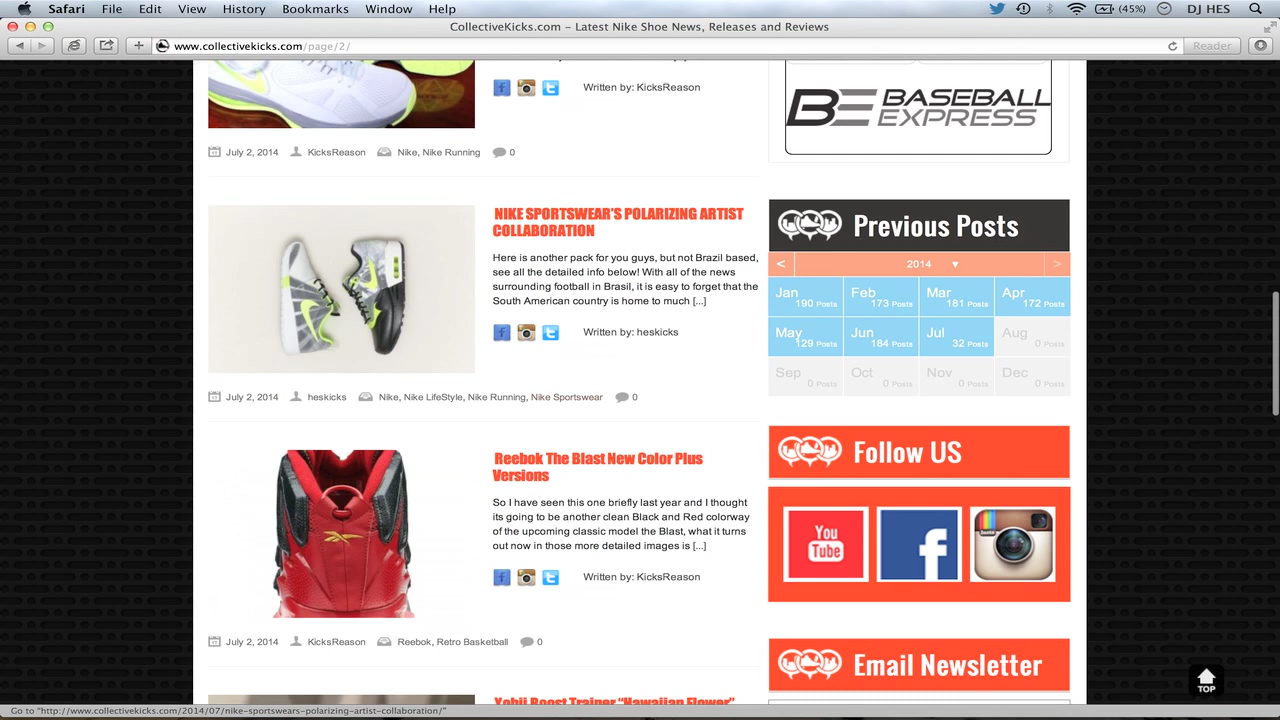 Safari File Edit View History Bookmarks Window Help (45%) DJ HES
CollectiveKicks.com – Latest Nike Shoe News, Releases and Reviews
www.collectivekicks.com/page/2/ Reader
Written by: KicksReason
July 2, 2014 KicksReason Nike, Nike Running 0
NIKE SPORTSWEAR'S POLARIZING ARTIST
COLLABORATION
Here is another pack for you guys, but not Brazil based,
see all the detailed info below! With all of the news
surrounding football in Brasil, it is easy to forget that the
South American country is home to much [...]
Written by: heskicks
July 2, 2014 heskicks Nike, Nike LifeStyle, Nike Running, Nike Sportswear 0
Reebok The Blast New Color Plus
Versions
So I have seen this one briefly last year and I thought
its going to be another clean Black and Red colorway
of the upcoming classic model the Blast, what it turns
out now in those more detailed images is [...]
Written by: KicksReason
July 2, 2014 KicksReason Reebok, Retro Basketball 0
Yohji Boost Trainer "Hawaiian Flower"
BE BASEBALL
EXPRESS
Previous Posts
< 2014 ▼ >
Jan 190 Posts Feb 173 Posts Mar 181 Posts Apr 172 Posts
May 129 Posts Jun 184 Posts Jul 32 Posts Aug 0 Posts
Sep 0 Posts Oct 0 Posts Nov 0 Posts Dec 0 Posts
Follow US
You
Tube
f
Email Newsletter
TOP
Go to "http://www.collectivekicks.com/2014/07/nike-sportswears-polarizing-artist-collaboration/"